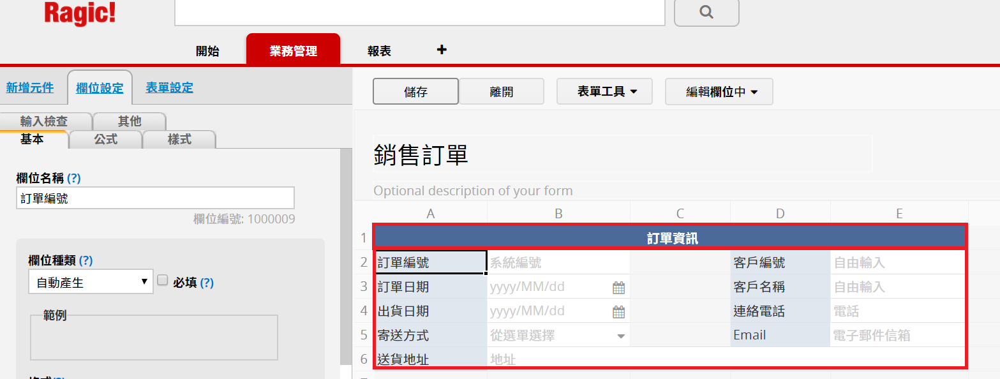 Ragic!
開始 業務管理 報表 +
新增元件 欄位設定 表單設定
儲存 離開 表單工具 編輯欄位中
輸入檢查 其他
基本 公式 樣式
銷售訂單
欄位名稱 (?)
訂單編號
欄位編號: 1000009
Optional description of your form
A B C D E
1 訂單資訊
2 訂單編號 系統編號 客戶編號 自由輸入
3 訂單日期 yyyy/MM/dd 客戶名稱 自由輸入
4 出貨日期 yyyy/MM/dd 連絡電話 電話
5 寄送方式 從選單選擇 Email 電子郵件信箱
6 送貨地址 地址
欄位種類 (?)
自動產生 必填 (?)
範例